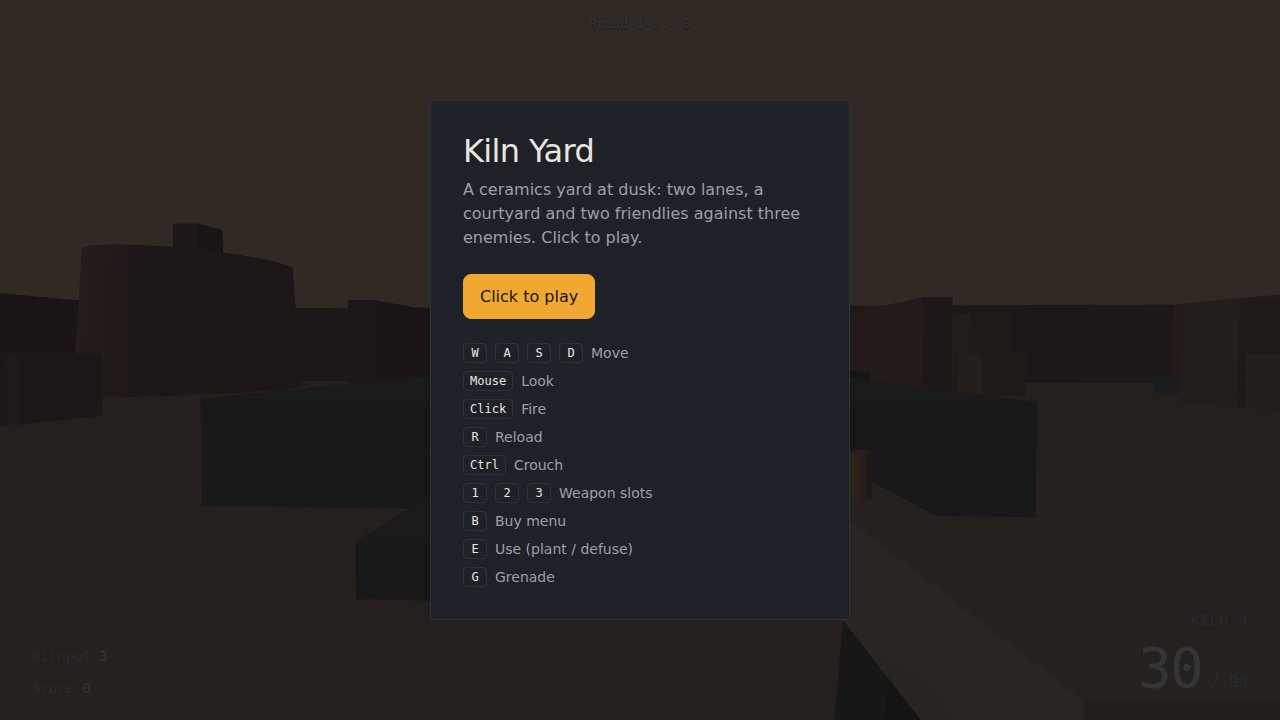 Round 1 0 - 0
Kiln Yard
A ceramics yard at dusk: two lanes, a
courtyard and two friendlies against three
enemies. Click to play.
Click to play
W A S D Move
Mouse Look
Click Fire
R Reload
Ctrl Crouch
1 2 3 Weapon slots
B Buy menu
E Use (plant / defuse)
G Grenade
KILN-9
30 / 90
Kilnpot 3
Score 0